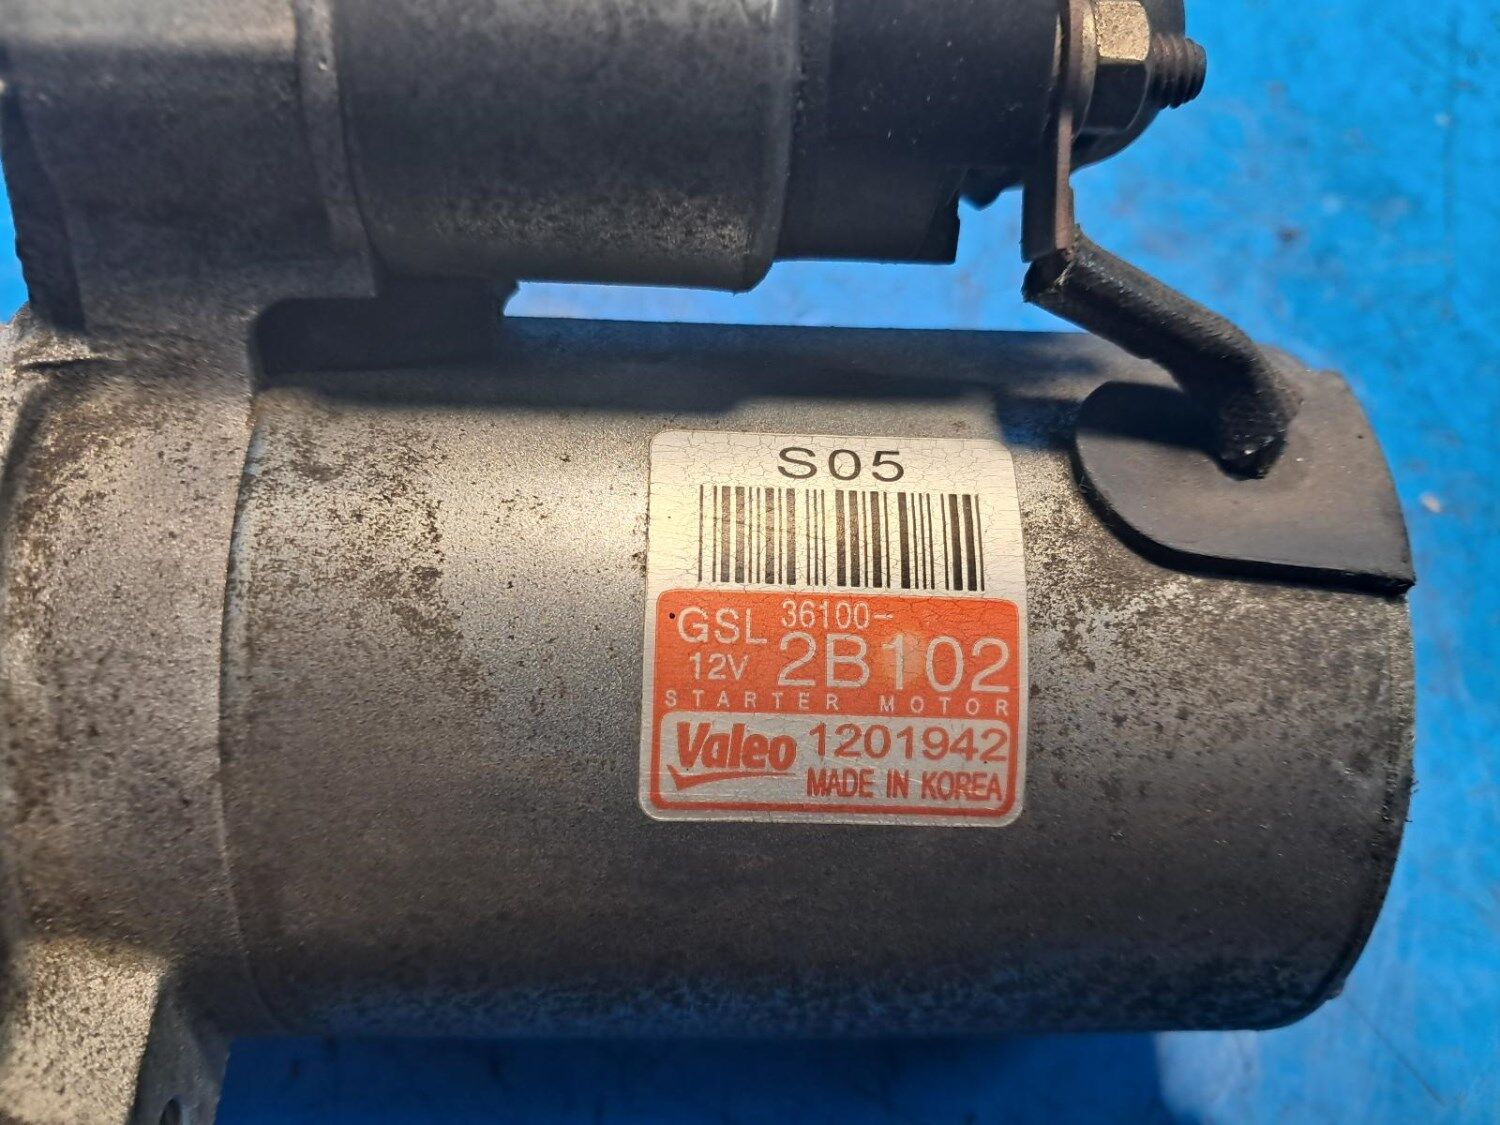 S05
GSL 36100-
12V 2B102
STARTER MOTOR
Valeo 1201942
MADE IN KOREA